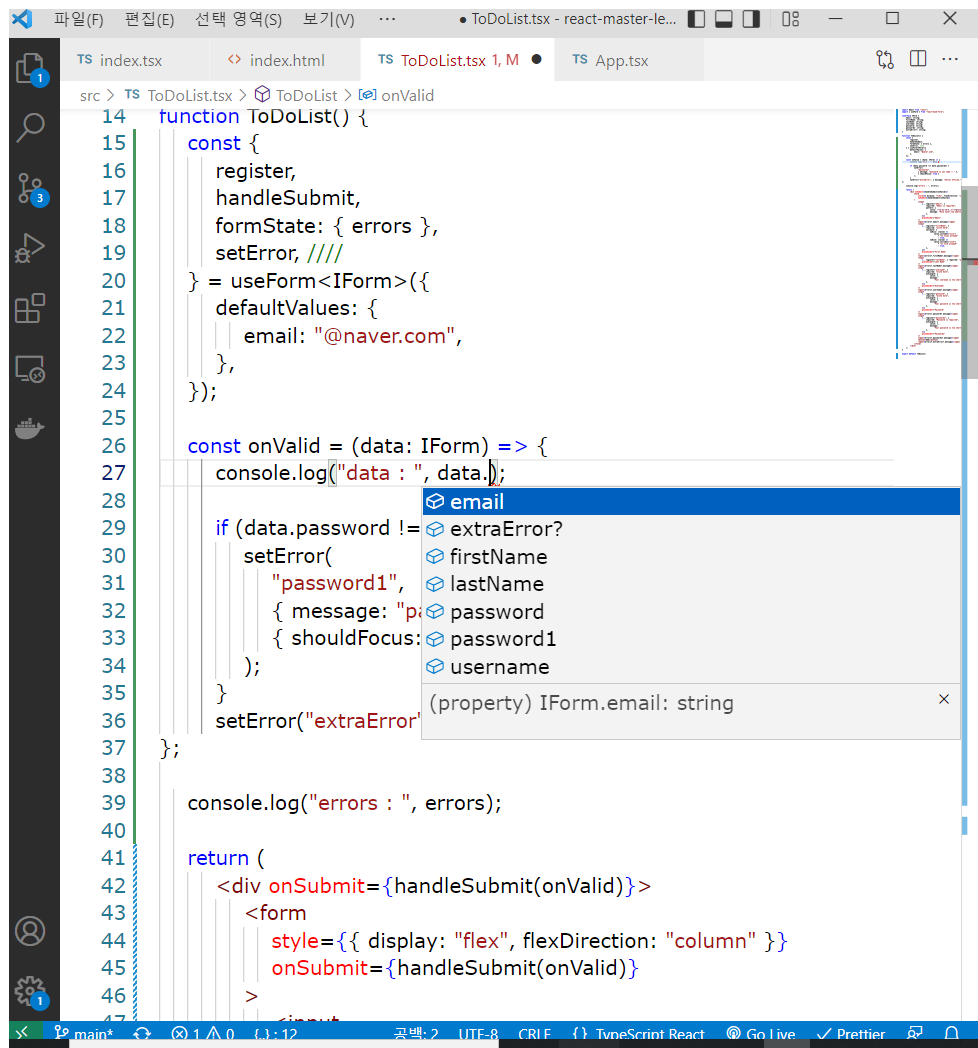 파일(F) 편집(E) 선택 영역(S) 보기(V) ··· ● ToDoList.tsx - react-master-le...
TS index.tsx <> index.html TS ToDoList.tsx 1, M ● TS App.tsx ···
src > TS ToDoList.tsx > ToDoList > onValid
14 function ToDoList() {
15 const {
16 register,
17 handleSubmit,
18 formState: { errors },
19 setError, ////
20 } = useForm<IForm>({
21 defaultValues: {
22 email: "@naver.com",
23 },
24 });
25
26 const onValid = (data: IForm) => {
27 console.log("data : ", data.);
28
29 if (data.password !=
30 setError(
31 "password1",
32 { message: "pa
33 { shouldFocus:
34 );
35 }
36 setError("extraError"
37 };
38
39 console.log("errors : ", errors);
40
41 return (
42 <div onSubmit={handleSubmit(onValid)}>
43 <form
44 style={{ display: "flex", flexDirection: "column" }}
45 onSubmit={handleSubmit(onValid)}
46 >
47 <input
email
extraError?
firstName
lastName
password
password1
username
(property) IForm.email: string
1
3
1
main* 1 0 {..} : 12 공백: 2 UTF-8 CRLF {} TypeScript React Go Live Prettier